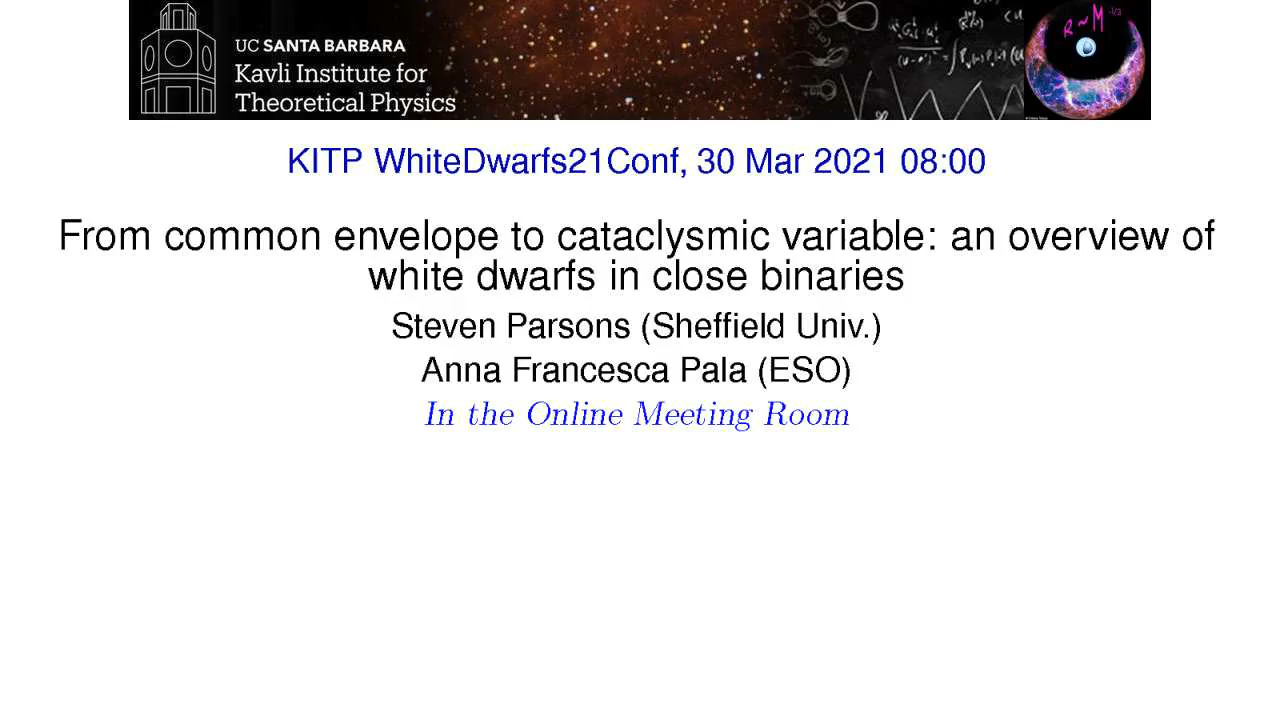 UC SANTA BARBARA
Kavli Institute for
Theoretical Physics
R ~ M -1/3
KITP WhiteDwarfs21Conf, 30 Mar 2021 08:00
From common envelope to cataclysmic variable: an overview of
white dwarfs in close binaries
Steven Parsons (Sheffield Univ.)
Anna Francesca Pala (ESO)
In the Online Meeting Room